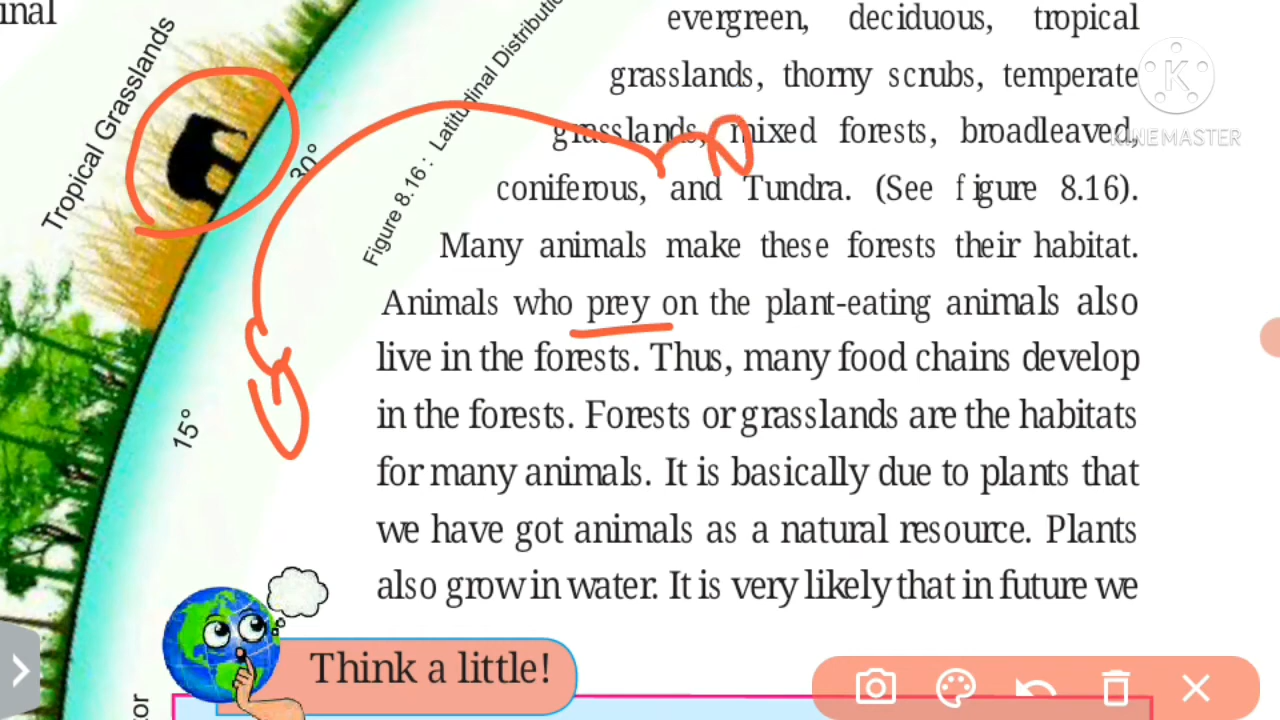 inal
Tropical Grasslands
30°
15°
Figure 8.16 : Latitudinal
evergreen, deciduous, tropical
grasslands, thorny scrubs, temperate
grasslands, mixed forests, broadleaved,
coniferous, and Tundra. (See figure 8.16).
Many animals make these forests their habitat.
Animals who prey on the plant-eating animals also
live in the forests. Thus, many food chains develop
in the forests. Forests or grasslands are the habitats
for many animals. It is basically due to plants that
we have got animals as a natural resource. Plants
also grow in water. It is very likely that in future we
Think a little!
tor
K
KINEMASTER